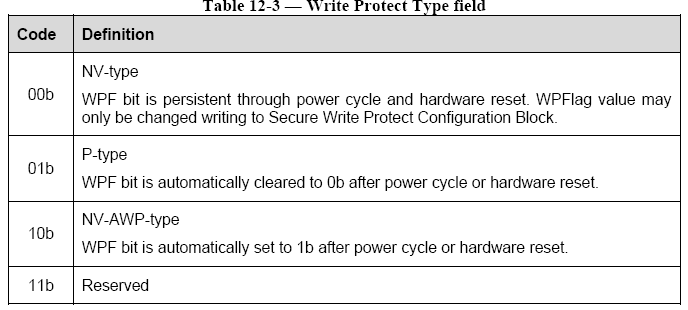 Table 12-3 — Write Protect Type field
Code Definition
00b
NV-type
WPF bit is persistent through power cycle and hardware reset. WPFlag value may
only be changed writing to Secure Write Protect Configuration Block.
01b
P-type
WPF bit is automatically cleared to 0b after power cycle or hardware reset.
10b
NV-AWP-type
WPF bit is automatically set to 1b after power cycle or hardware reset.
11b Reserved